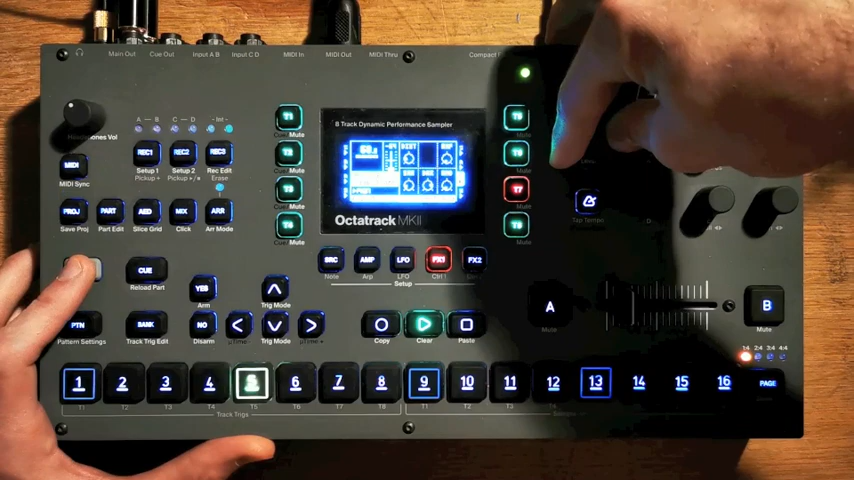 Main Out Cue Out Input A B Input C D MIDI In MIDI Out MIDI Thru Compact
8 Track Dynamic Performance Sampler
Octatrack MKII
A — B C — D - Int -
Headphones Vol
REC1 REC2 REC3
Setup 1 Setup 2 Rec Edit
Pickup + Pickup ▸/■ Erase
MIDI
MIDI Sync
PROJ PART AED MIX ARR
Save Proj Part Edit Slice Grid Click Arr Mode
T1
Mute
T2
Mute
T3
Mute
T4
Cue Mute
T5
Mute
T6
Mute
T7
Mute
T8
Mute
Tap Tempo
SRC AMP LFO FX1 FX2
Note Arp LFO Ctrl 1
Setup
CUE
Reload Part
YES
Arm
Trig Mode
PTN
Pattern Settings
BANK
Track Trig Edit
NO
Disarm
Trig Mode
Copy Clear Paste
A
Mute
B
Mute
1:4 2:4 3:4 4:4
PAGE
1 2 3 4 5 6 7 8 9 10 11 12 13 14 15 16
T1 T2 T3 T4 T5 T6 T7 T8 T1 T2 T3
Track Trigs